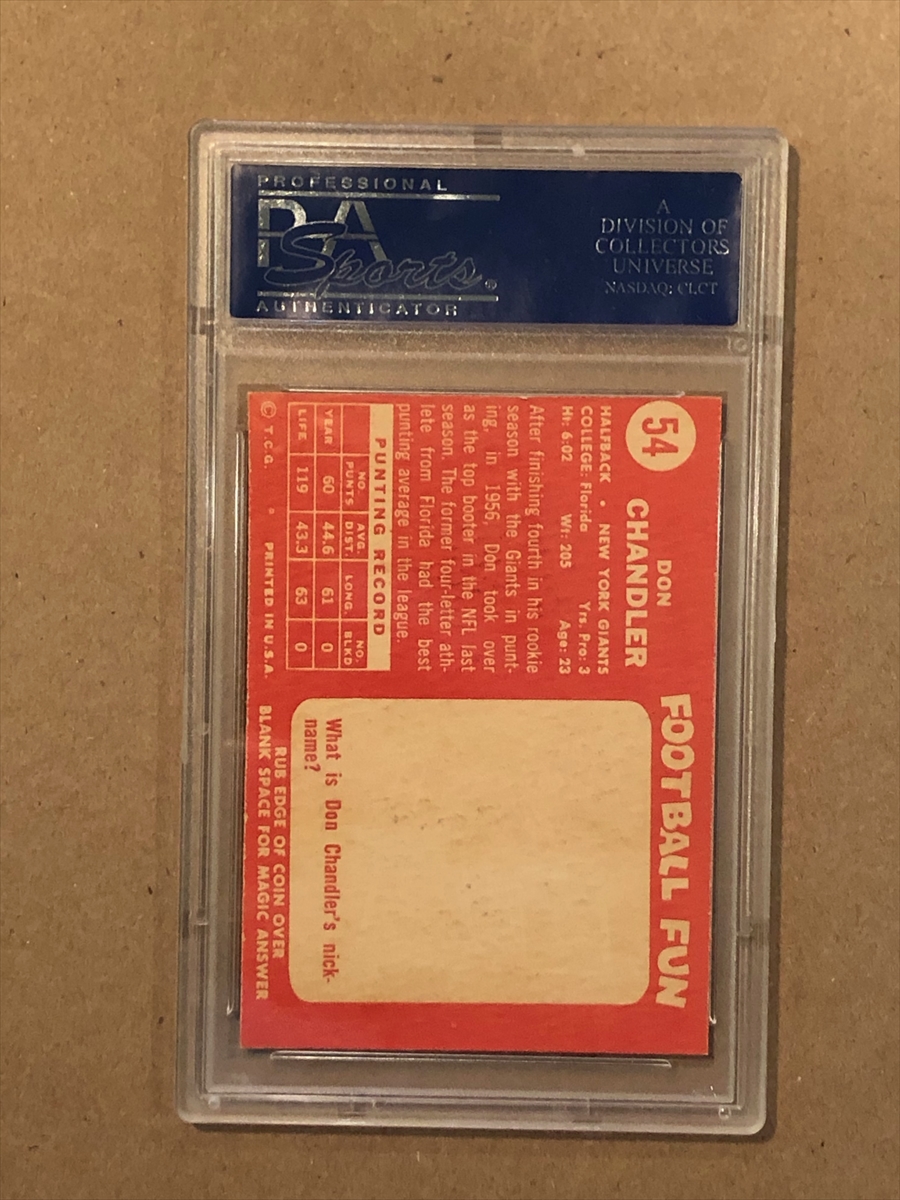 PROFESSIONAL
PSA
Sports®
AUTHENTICATOR
A
DIVISION OF
COLLECTORS
UNIVERSE
NASDAQ: CLCT
54
DON
CHANDLER
HALFBACK • NEW YORK GIANTS
COLLEGE: Florida Yrs. Pro: 3
Ht: 6:02 Wt: 205 Age: 23
After finishing fourth in his rookie
season with the Giants in punt-
ing, in 1956, Don took over
as the top booter in the NFL last
season. The former four-letter ath-
lete from Florida had the best
punting average in the league.
PUNTING RECORD
NO. PUNTS AVG. DIST. LONG. NO. BLKD
YEAR 60 44.6 61 0
LIFE 119 43.3 63 0
© T.C.G. PRINTED IN U.S.A.
FOOTBALL FUN
What is Don Chandler's nick-
name?
RUB EDGE OF COIN OVER
BLANK SPACE FOR MAGIC ANSWER